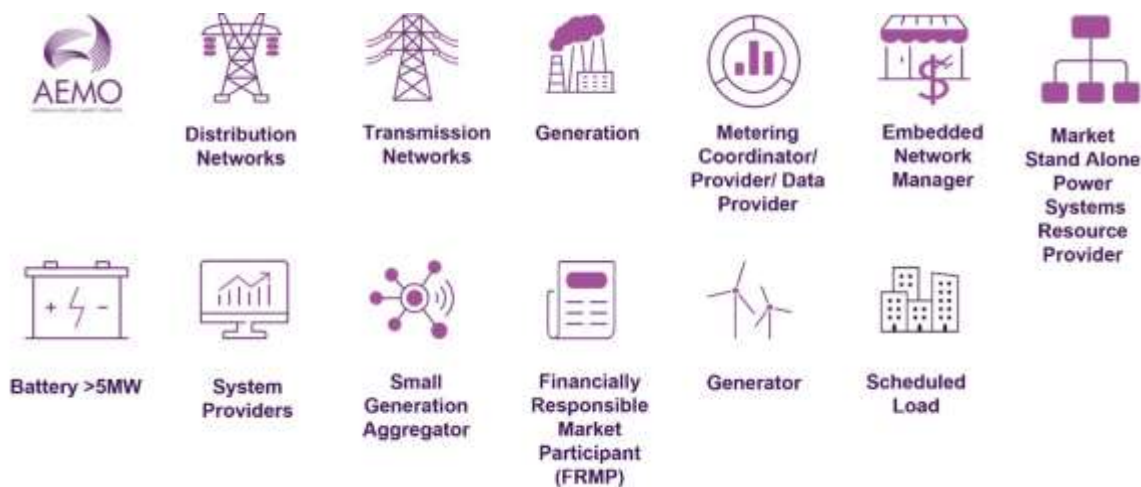 AEMO
Distribution
Networks
Transmission
Networks
Generation
Metering
Coordinator/
Provider/ Data
Provider
Embedded
Network
Manager
Market
Stand Alone
Power
Systems
Resource
Provider
Battery >5MW
System
Providers
Small
Generation
Aggregator
Financially
Responsible
Market
Participant
(FRMP)
Generator
Scheduled
Load